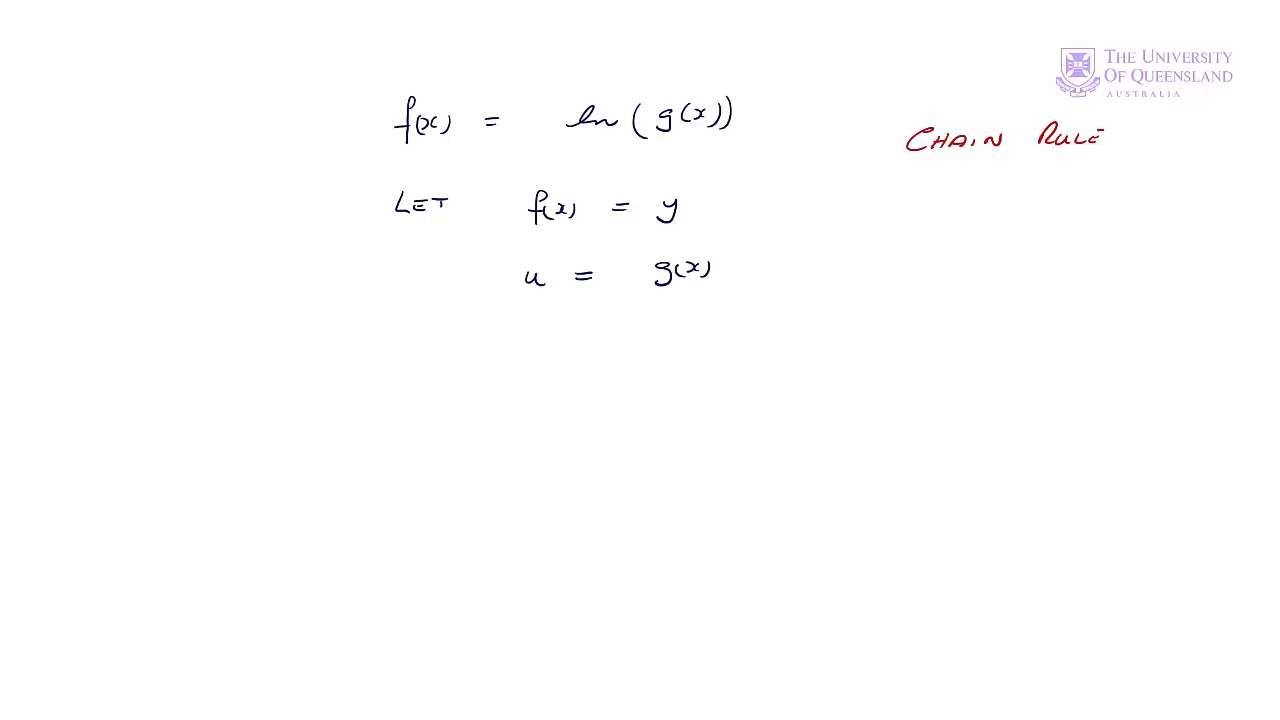 THE UNIVERSITY
OF QUEENSLAND
AUSTRALIA
f(x) = ln(g(x))
CHAIN RULE
LET f(x) = y
u = g(x)